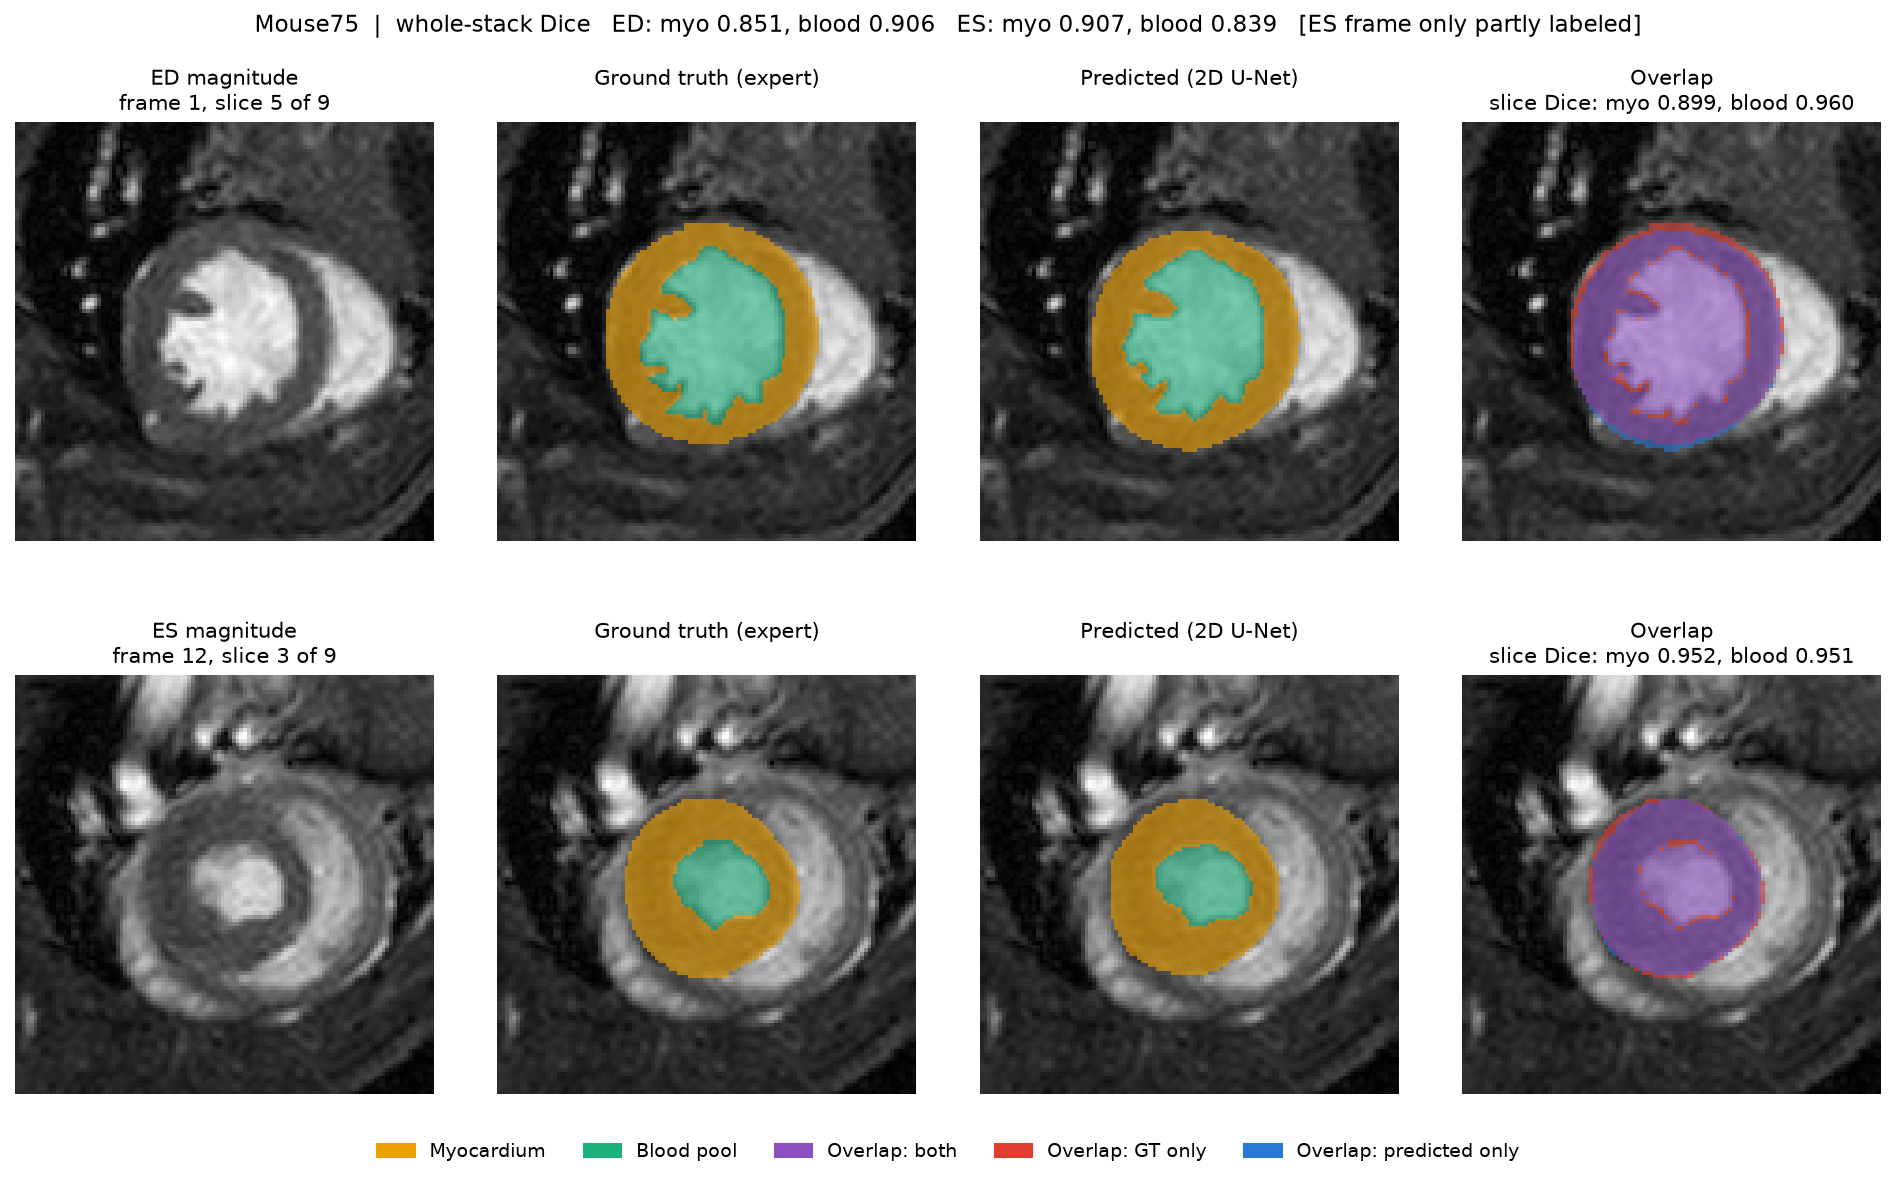 Mouse75 | whole-stack Dice ED: myo 0.851, blood 0.906 ES: myo 0.907, blood 0.839 [ES frame only partly labeled]
ED magnitude
frame 1, slice 5 of 9
Ground truth (expert)
Predicted (2D U-Net)
Overlap
slice Dice: myo 0.899, blood 0.960
ES magnitude
frame 12, slice 3 of 9
Ground truth (expert)
Predicted (2D U-Net)
Overlap
slice Dice: myo 0.952, blood 0.951
Myocardium
Blood pool
Overlap: both
Overlap: GT only
Overlap: predicted only